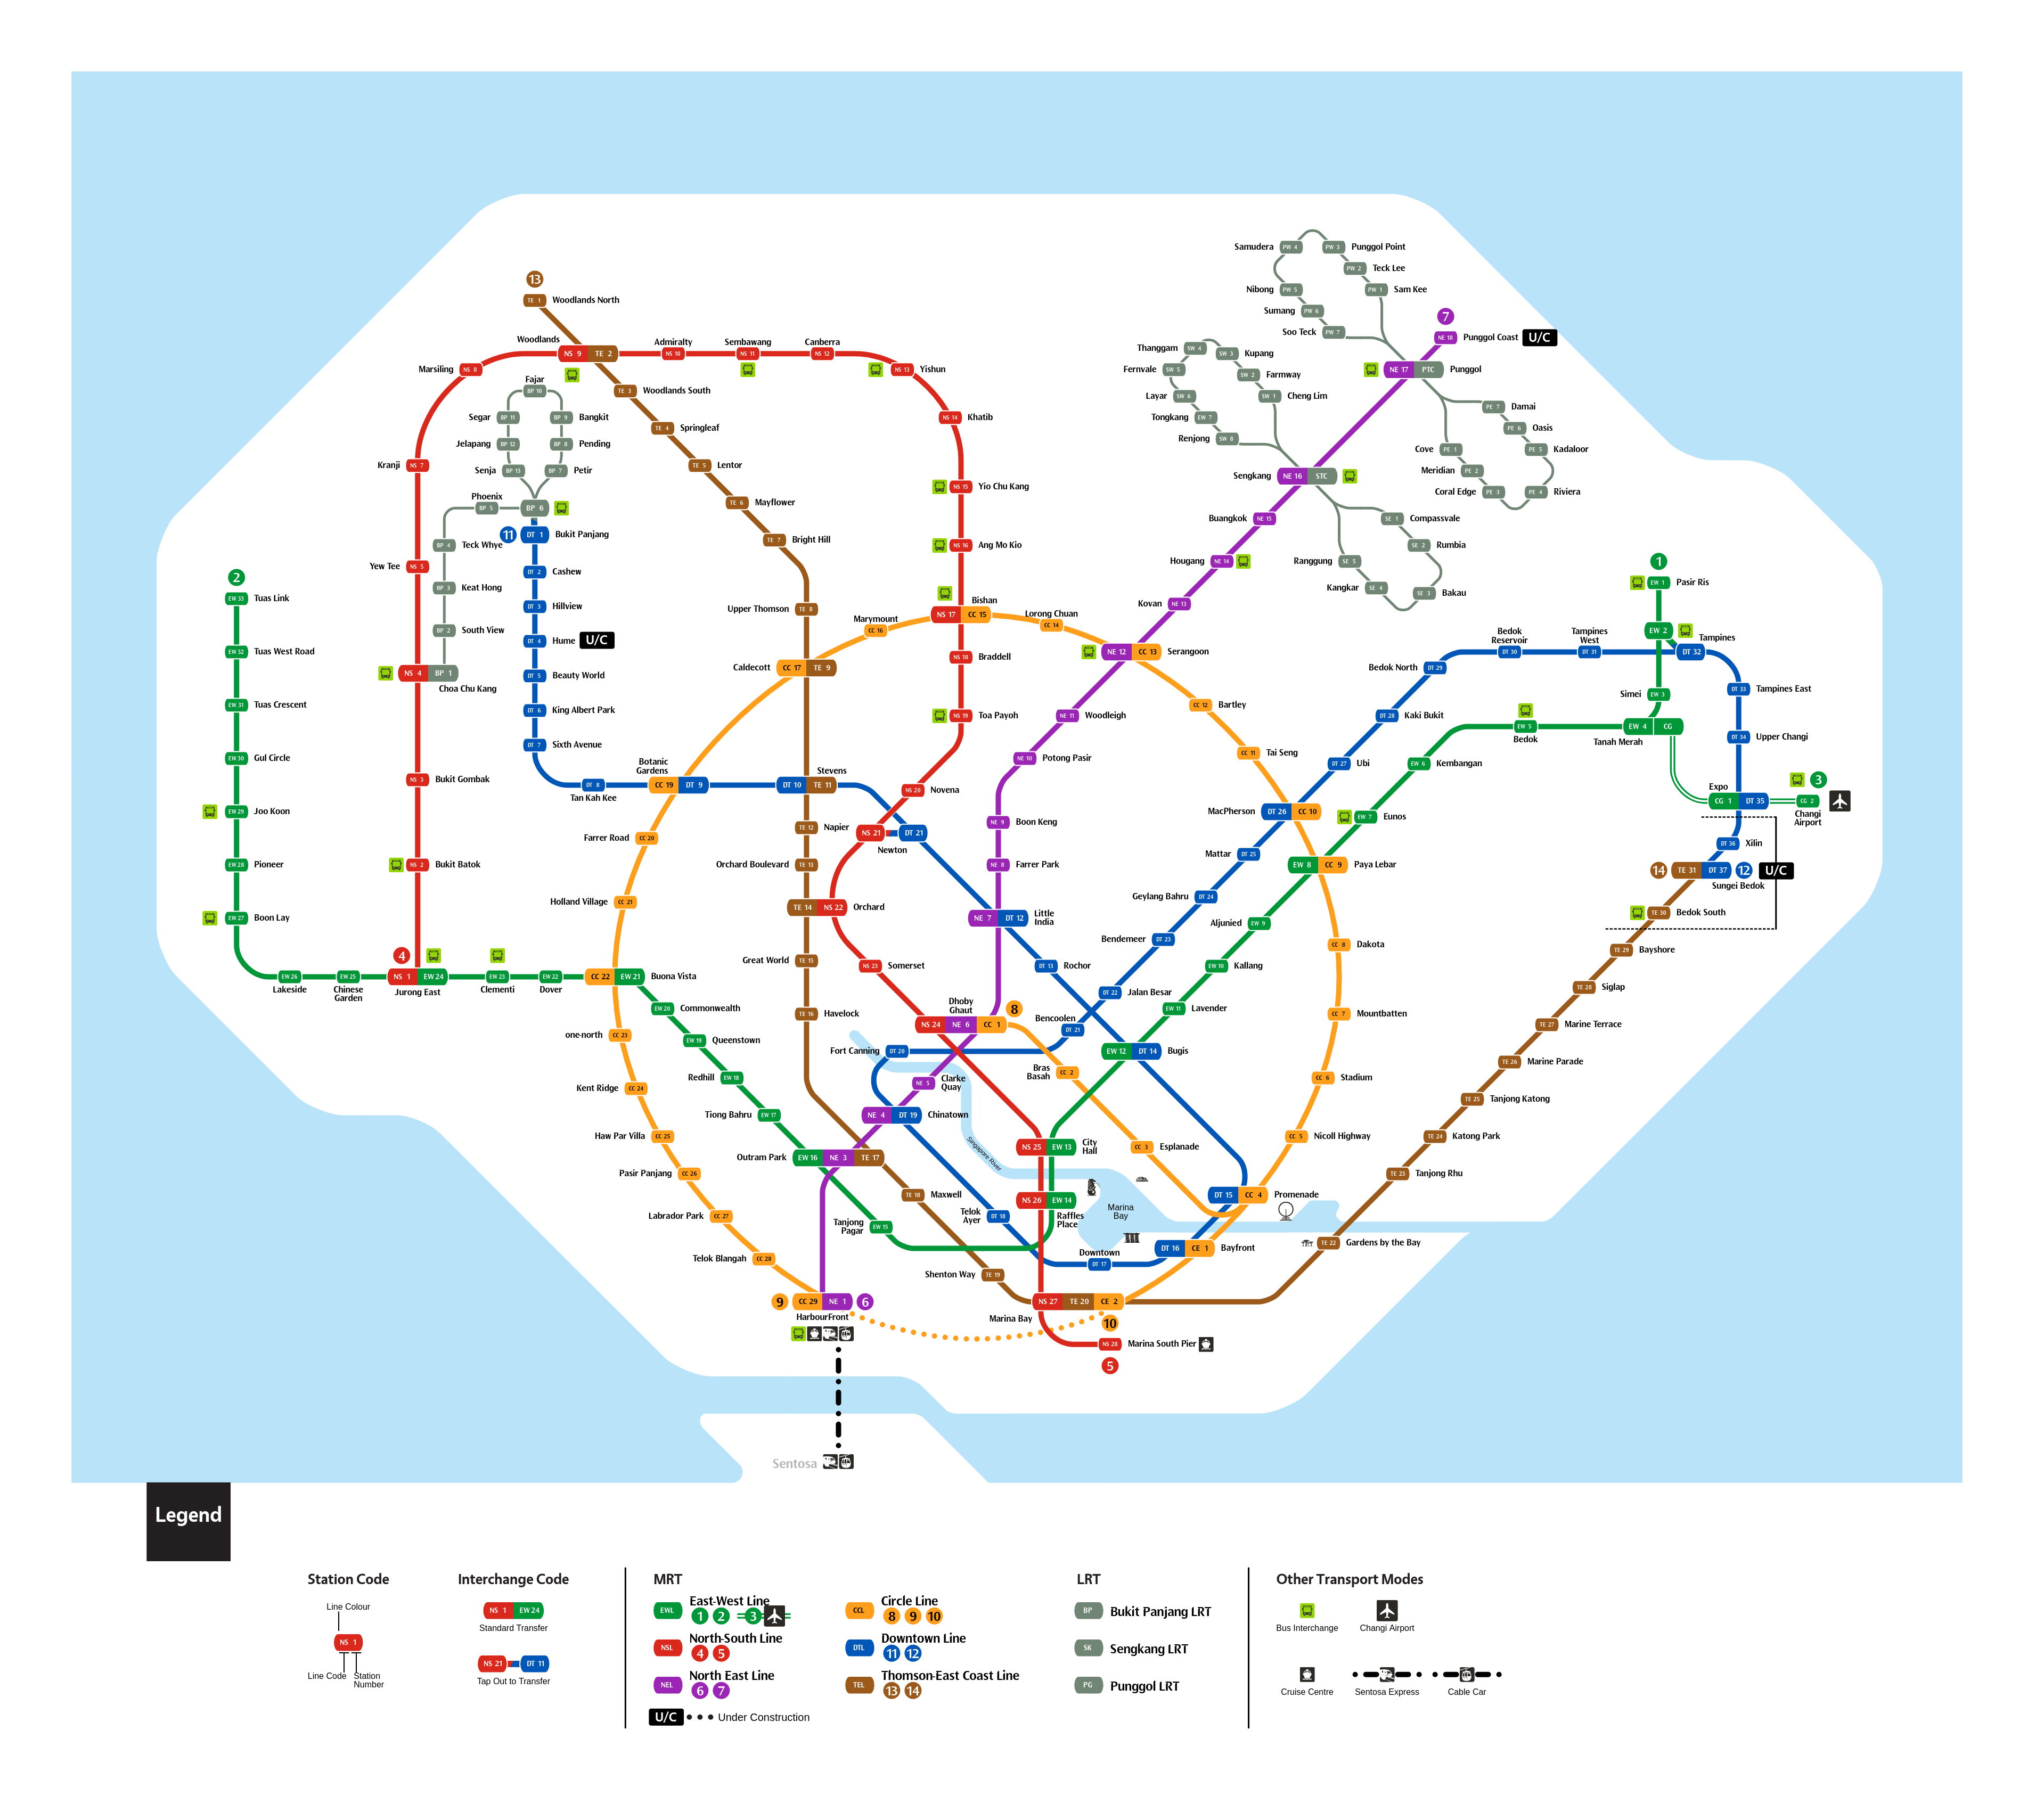 13
TE 1 Woodlands North
Woodlands
NS 9 TE 2
Admiralty
NS 10
Sembawang
NS 11
Canberra
NS 12
NS 13 Yishun
Marsiling NS 8
NS 14 Khatib
Kranji NS 7
NS 15 Yio Chu Kang
NS 16 Ang Mo Kio
Yew Tee NS 5
Bishan
NS 17 CC 15
NS 18 Braddell
NS 4 BP 1
Choa Chu Kang
NS 19 Toa Payoh
NS 3 Bukit Gombak
NS 20 Novena
NS 2 Bukit Batok
NS 21 DT 21
Newton
TE 14 NS 22 Orchard
NS 23 Somerset
Dhoby
Ghaut
8
NS 24 NE 6 CC 1
NS 25 EW 13
City
Hall
NS 26 EW 14
Raffles
Place
NS 27 TE 20 CE 2
Marina Bay
10
NS 28 Marina South Pier
5
Fajar
BP 10
Segar BP 11
BP 9 Bangkit
Jelapang BP 12
BP 8 Pending
Senja BP 13
BP 7 Petir
Phoenix
BP 5
BP 6
BP 4 Teck Whye
BP 3 Keat Hong
BP 2 South View
11 DT 1 Bukit Panjang
DT 2 Cashew
DT 3 Hillview
DT 4 Hume U/C
DT 5 Beauty World
DT 6 King Albert Park
DT 7 Sixth Avenue
DT 8
Tan Kah Kee
Botanic
Gardens
CC 19 DT 9
Stevens
DT 10 TE 11
NE 7 DT 12
Little
India
DT 13 Rochor
EW 12 DT 14 Bugis
DT 15 CC 4 Promenade
DT 16 CE 1 Bayfront
Downtown
DT 17
Telok
Ayer
DT 18
NE 4 DT 19 Chinatown
Fort Canning DT 20
Bencoolen
DT 21
DT 22 Jalan Besar
Bendemeer DT 23
Geylang Bahru DT 24
Mattar DT 25
MacPherson DT 26 CC 10
DT 27 Ubi
DT 28 Kaki Bukit
Bedok North DT 29
Bedok
Reservoir
DT 30
Tampines
West
DT 31
Tampines
DT 32
DT 33 Tampines East
DT 34 Upper Changi
Expo
CG 1 DT 35
CG 2
3
Changi
Airport
DT 36 Xilin
14 TE 31 DT 37 12 U/C
Sungei Bedok
TE 3 Woodlands South
TE 4 Springleaf
TE 5 Lentor
TE 6 Mayflower
TE 7 Bright Hill
Upper Thomson TE 8
Caldecott CC 17 TE 9
TE 12 Napier
Orchard Boulevard TE 13
Great World TE 15
TE 16 Havelock
Outram Park EW 16 NE 3 TE 17
TE 18 Maxwell
Shenton Way TE 19
TE 22 Gardens by the Bay
TE 23 Tanjong Rhu
TE 24 Katong Park
TE 25 Tanjong Katong
TE 26 Marine Parade
TE 27 Marine Terrace
TE 28 Siglap
TE 29 Bayshore
TE 30 Bedok South
2
EW 33 Tuas Link
EW 32 Tuas West Road
EW 31 Tuas Crescent
EW 30 Gul Circle
EW 29 Joo Koon
EW 28 Pioneer
EW 27 Boon Lay
EW 26
Lakeside
EW 25
Chinese
Garden
4
NS 1 EW 24
Jurong East
EW 23
Clementi
EW 22
Dover
CC 22 EW 21 Buona Vista
EW 20 Commonwealth
EW 19 Queenstown
Redhill EW 18
Tiong Bahru EW 17
Tanjong
Pagar
EW 15
EW 11 Lavender
EW 10 Kallang
Aljunied EW 9
EW 8 CC 9 Paya Lebar
EW 7 Eunos
EW 6 Kembangan
EW 5
Bedok
EW 4 CG
Tanah Merah
Simei EW 3
EW 2
EW 1 Pasir Ris
1
Marymount
CC 16
Lorong Chuan
CC 14
NE 12 CC 13 Serangoon
CC 12 Bartley
CC 11 Tai Seng
CC 8 Dakota
CC 7 Mountbatten
CC 6 Stadium
CC 5 Nicoll Highway
CC 3 Esplanade
Bras
Basah
CC 2
Farrer Road CC 20
Holland Village CC 21
one-north CC 23
Kent Ridge CC 24
Haw Par Villa CC 25
Pasir Panjang CC 26
Labrador Park CC 27
Telok Blangah CC 28
9 CC 29 NE 1 6
HarbourFront
NE 5
Clarke
Quay
NE 8 Farrer Park
NE 9 Boon Keng
NE 10 Potong Pasir
NE 11 Woodleigh
Kovan NE 13
Hougang NE 14
Buangkok NE 15
Sengkang NE 16 STC
NE 17 PTC Punggol
7
NE 18 Punggol Coast U/C
Samudera PW 4
PW 3 Punggol Point
PW 2 Teck Lee
PW 1 Sam Kee
Nibong PW 5
Sumang PW 6
Soo Teck PW 7
Thanggam SW 4
SW 3 Kupang
Fernvale SW 5
SW 2 Farmway
Layar SW 6
SW 1 Cheng Lim
Tongkang EW 7
Renjong SW 8
PE 7 Damai
PE 6 Oasis
PE 5 Kadaloor
Cove PE 1
Meridian PE 2
Coral Edge PE 3
PE 4 Riviera
SE 1 Compassvale
SE 2 Rumbia
Ranggung SE 5
Kangkar SE 4
SE 3 Bakau
Singapore River
Marina
Bay
Sentosa
Legend
Station Code
Line Colour
NS 1
Line Code
Station
Number
Interchange Code
NS 1 EW 24
Standard Transfer
NS 21 DT 11
Tap Out to Transfer
MRT
EWL East-West Line
1 2 3
NSL North-South Line
4 5
NEL North East Line
6 7
U/C Under Construction
CCL Circle Line
8 9 10
DTL Downtown Line
11 12
TEL Thomson-East Coast Line
13 14
LRT
BP Bukit Panjang LRT
SK Sengkang LRT
PG Punggol LRT
Other Transport Modes
Bus Interchange
Changi Airport
Cruise Centre
Sentosa Express
Cable Car